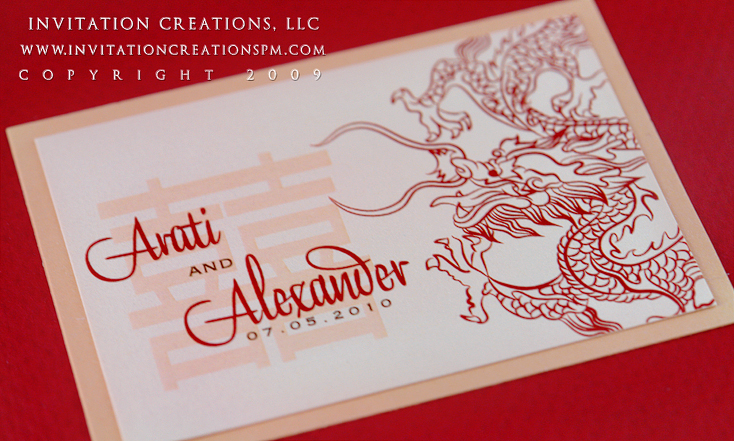 INVITATION CREATIONS, LLC
WWW.INVITATIONCREATIONSPM.COM
COPYRIGHT 2009
囍
Arati
AND
Alexander
07.05.2010